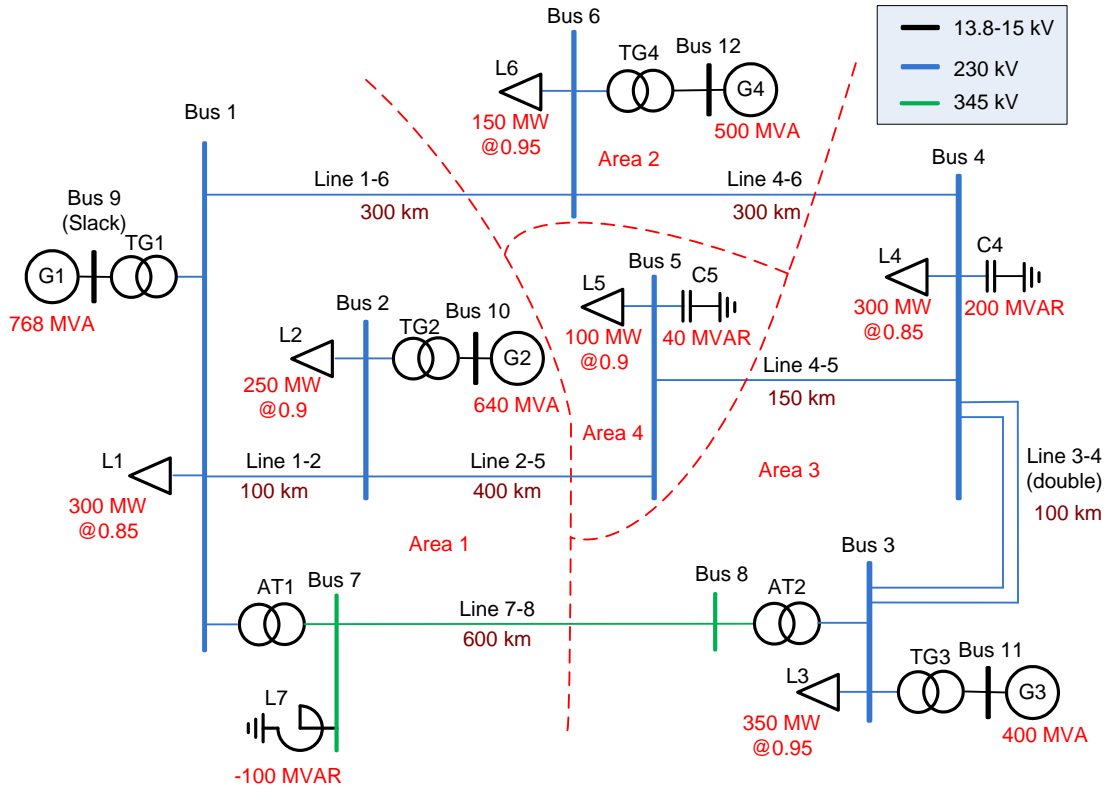 Bus 6
13.8-15 kV
230 kV
345 kV
TG4
Bus 12
L6
G4
150 MW
@0.95
500 MVA
Area 2
Bus 1
Bus 4
Line 1-6
300 km
Line 4-6
300 km
Bus 9
(Slack)
TG1
G1
768 MVA
Bus 5
L5
C5
100 MW
@0.9
40 MVAR
L4
C4
300 MW
@0.85
200 MVAR
Bus 2
L2
TG2
Bus 10
G2
250 MW
@0.9
640 MVA
Line 4-5
150 km
Area 4
Area 3
L1
300 MW
@0.85
Line 1-2
100 km
Line 2-5
400 km
Line 3-4
(double)
100 km
Area 1
Bus 3
AT1
Bus 7
Line 7-8
600 km
Bus 8
AT2
L7
-100 MVAR
L3
TG3
Bus 11
G3
350 MW
@0.95
400 MVA